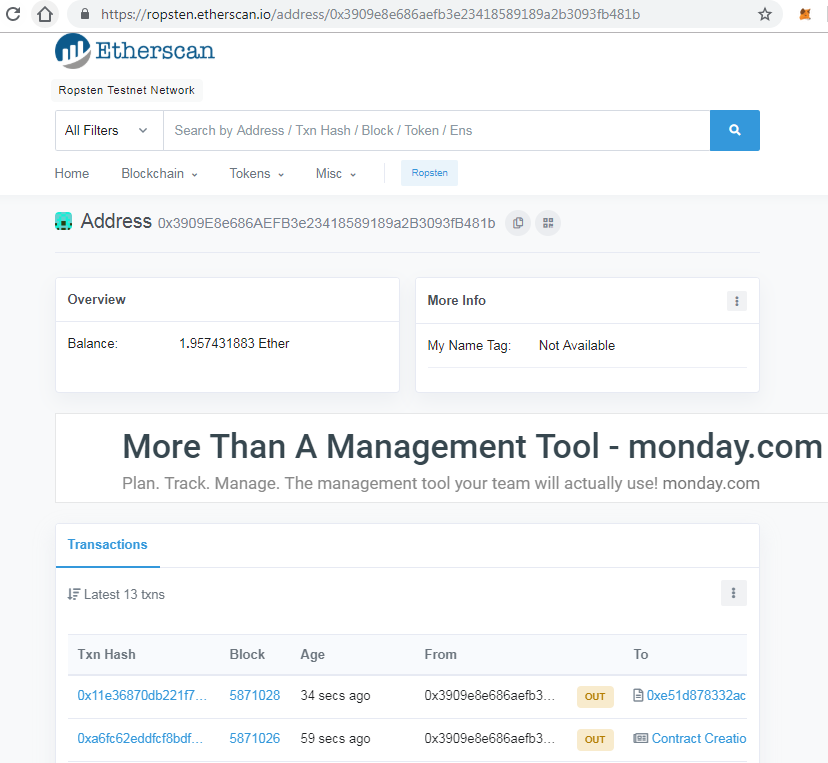 https://ropsten.etherscan.io/address/0x3909e8e686aefb3e23418589189a2b3093fb481b
Etherscan
Ropsten Testnet Network
All Filters Search by Address / Txn Hash / Block / Token / Ens
Home Blockchain Tokens Misc Ropsten
Address 0x3909E8e686AEFB3e23418589189a2B3093fB481b
Overview
Balance: 1.957431883 Ether
More Info
My Name Tag: Not Available
More Than A Management Tool - monday.com
Plan. Track. Manage. The management tool your team will actually use! monday.com
Transactions
Latest 13 txns
Txn Hash Block Age From To
0x11e36870db221f7... 5871028 34 secs ago 0x3909e8e686aefb3... OUT 0xe51d878332ac
0xa6fc62eddfcf8bdf... 5871026 59 secs ago 0x3909e8e686aefb3... OUT Contract Creatio